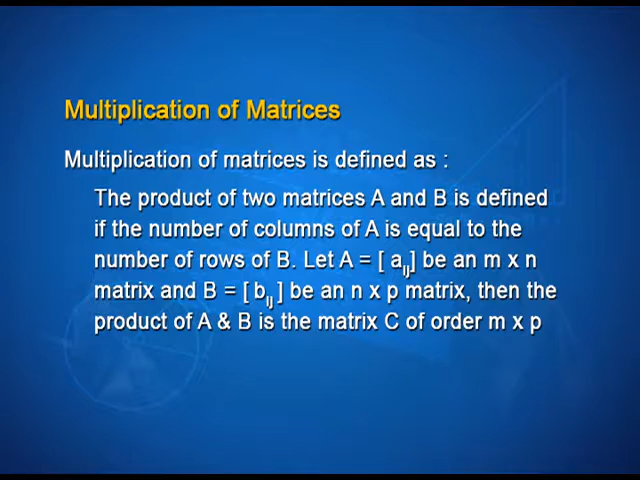 Multiplication of Matrices
Multiplication of matrices is defined as :
The product of two matrices A and B is defined
if the number of columns of A is equal to the
number of rows of B. Let A = [ aij] be an m x n
matrix and B = [ bij ] be an n x p matrix, then the
product of A & B is the matrix C of order m x p